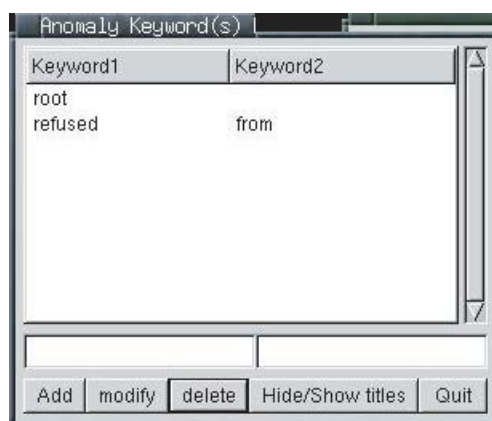 Anomaly Keyword(s)
Keyword1 Keyword2
root
refused from
Add modify delete Hide/Show titles Quit